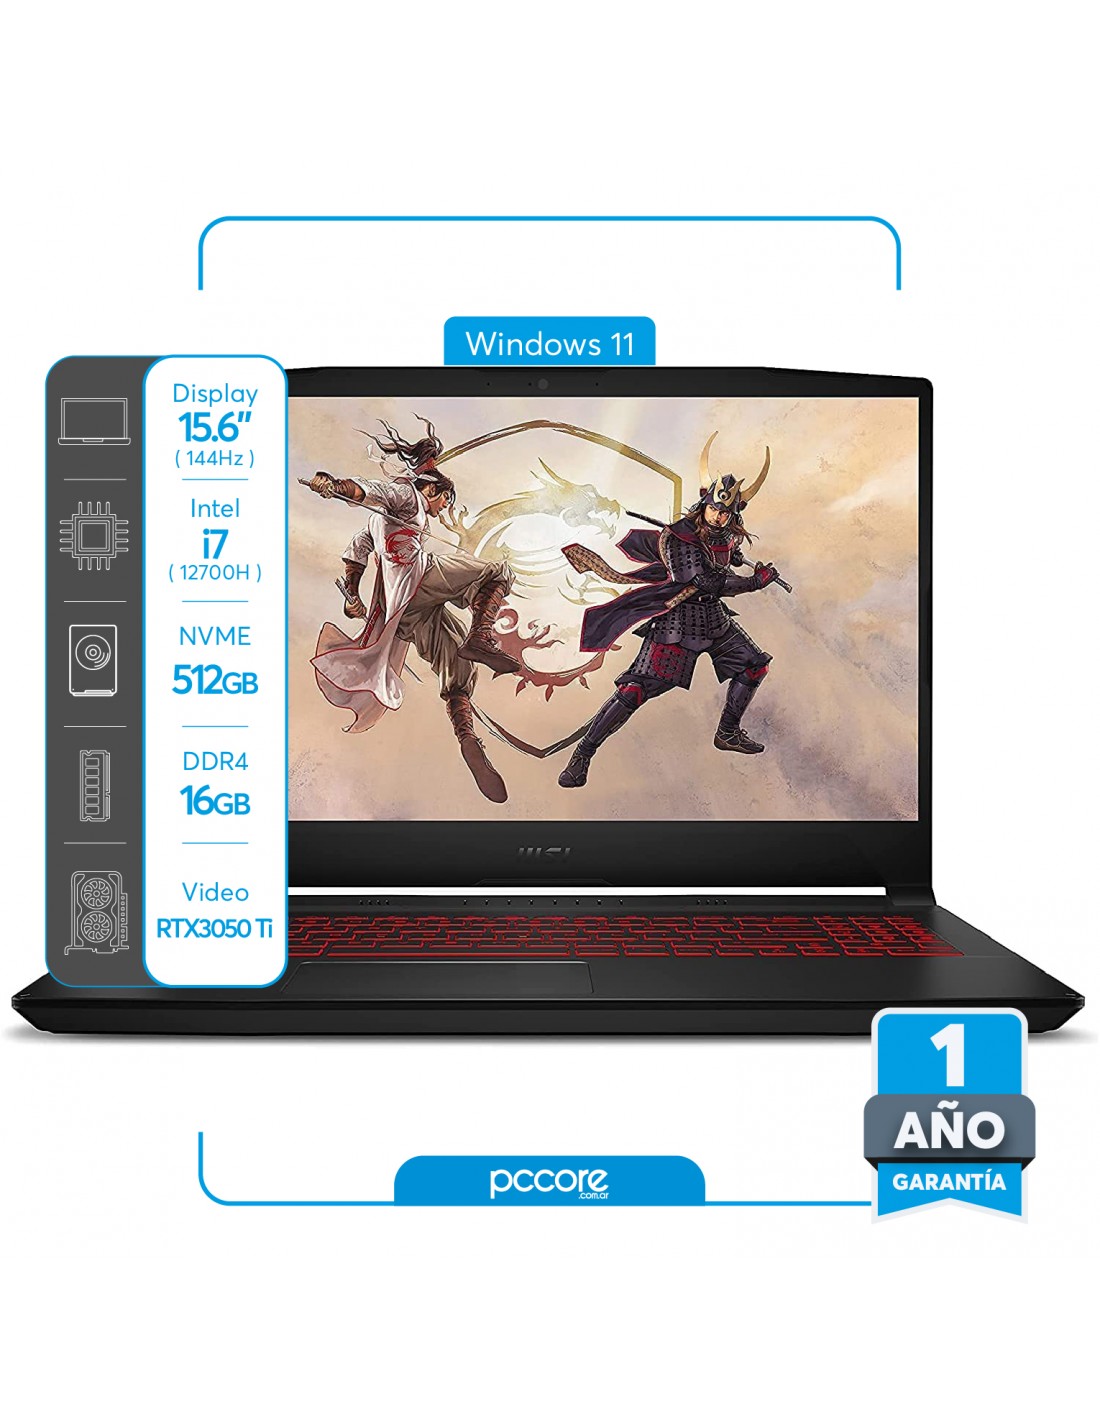 Windows 11
Display
15.6"
( 144Hz )
Intel
i7
( 12700H )
NVME
512GB
DDR4
16GB
Video
RTX3050 Ti
msi
1
AÑO
GARANTÍA
pccore
.com.ar